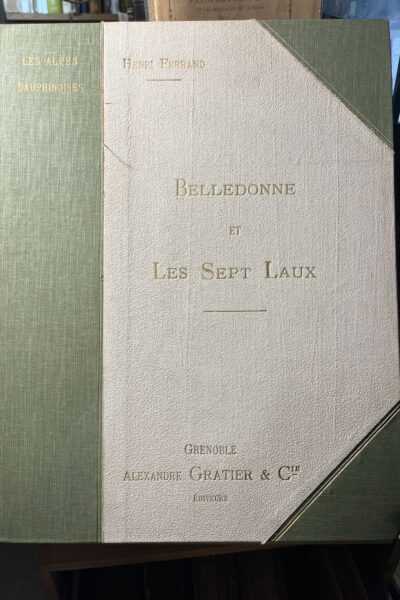 LES ALPES
DAUPHINOISES
HENRI FERRAND
BELLEDONNE
ET
LES SEPT LAUX
GRENOBLE
ALEXANDRE GRATIER & CIE
ÉDITEURS